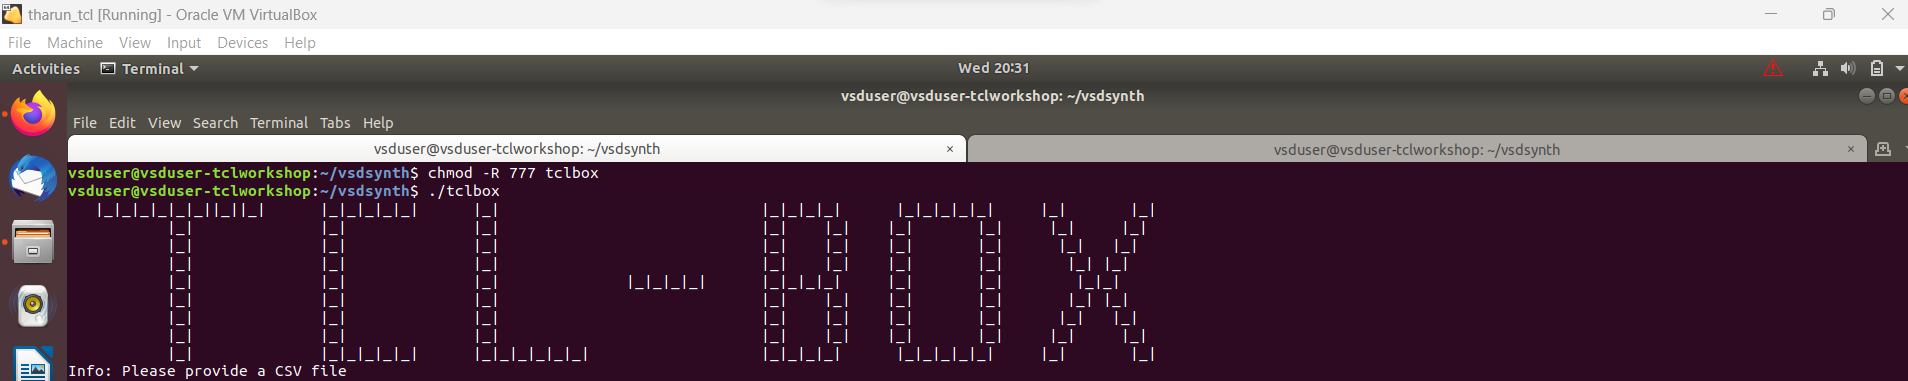 tharun_tcl [Running] - Oracle VM VirtualBox
File Machine View Input Devices Help
Activities Terminal Wed 20:31
vsduser@vsduser-tclworkshop: ~/vsdsynth
File Edit View Search Terminal Tabs Help
vsduser@vsduser-tclworkshop: ~/vsdsynth × vsduser@vsduser-tclworkshop: ~/vsdsynth ×
vsduser@vsduser-tclworkshop:~/vsdsynth$ chmod -R 777 tclbox
vsduser@vsduser-tclworkshop:~/vsdsynth$ ./tclbox
TCL-BOX
Info: Please provide a CSV file